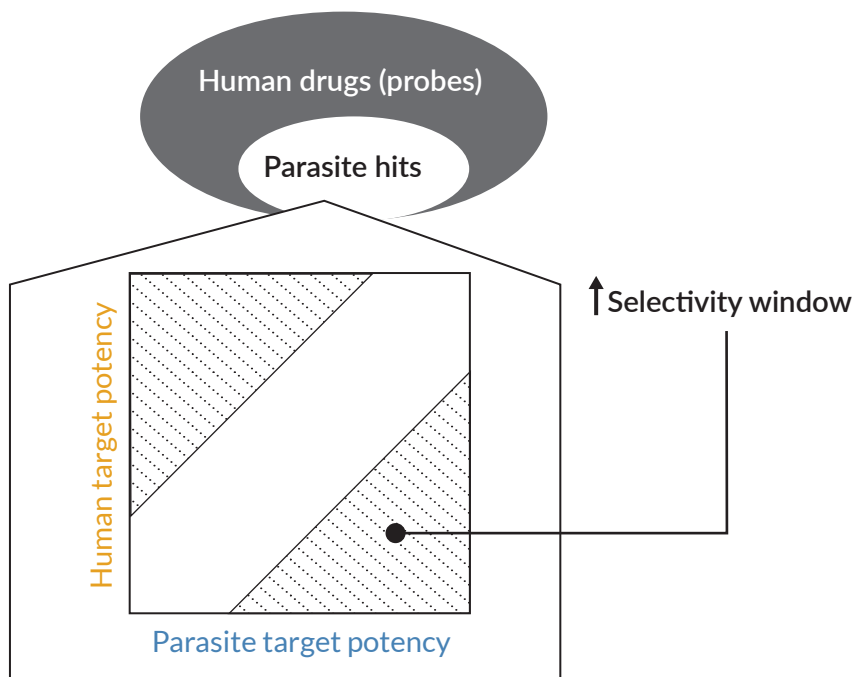 Human drugs (probes)
Parasite hits
Selectivity window
Human target potency
Parasite target potency